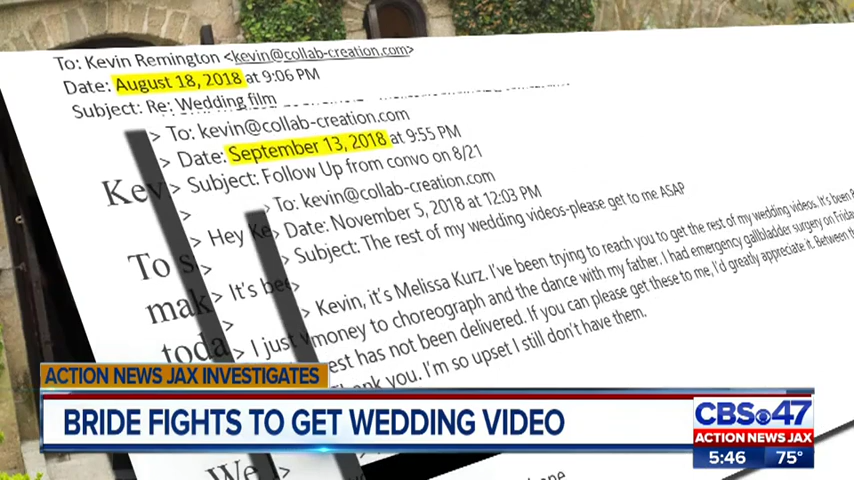 To: Kevin Remington <kevin@collab-creation.com>
Date: August 18, 2018 at 9:06 PM
Subject: Re: Wedding film
> To: kevin@collab-creation.com
> Date: September 13, 2018 at 9:55 PM
> Subject: Follow Up from convo on 8/21
>
> Hey Ke
>
> It's bee
>
> I just
Kev
To s
mak
toda
We
> To: kevin@collab-creation.com
> Date: November 5, 2018 at 12:03 PM
> Subject: The rest of my wedding videos-please get to me ASAP
>
> Kevin, it's Melissa Kurz. I've been trying to reach you to get the rest of my wedding videos. It's been
money to choreograph and the dance with my father. I had emergency gallbladder surgery on Friday
est has not been delivered. If you can please get these to me, I'd greatly appreciate it. Between the
hank you. I'm so upset I still don't have them.
ACTION NEWS JAX INVESTIGATES
BRIDE FIGHTS TO GET WEDDING VIDEO
CBS 47
ACTION NEWS JAX
5:46 75°